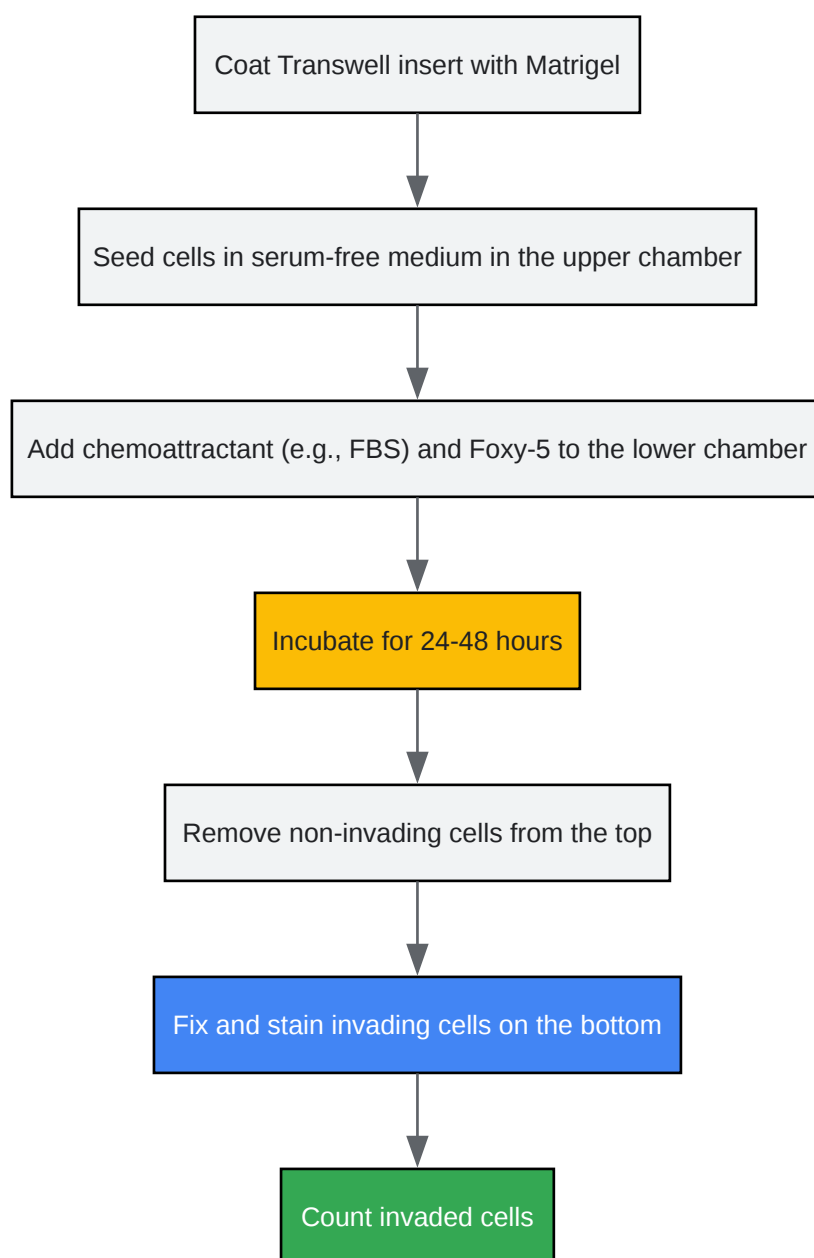 Coat Transwell insert with Matrigel
Seed cells in serum-free medium in the upper chamber
Add chemoattractant (e.g., FBS) and Foxy-5 to the lower chamber
Incubate for 24-48 hours
Remove non-invading cells from the top
Fix and stain invading cells on the bottom
Count invaded cells